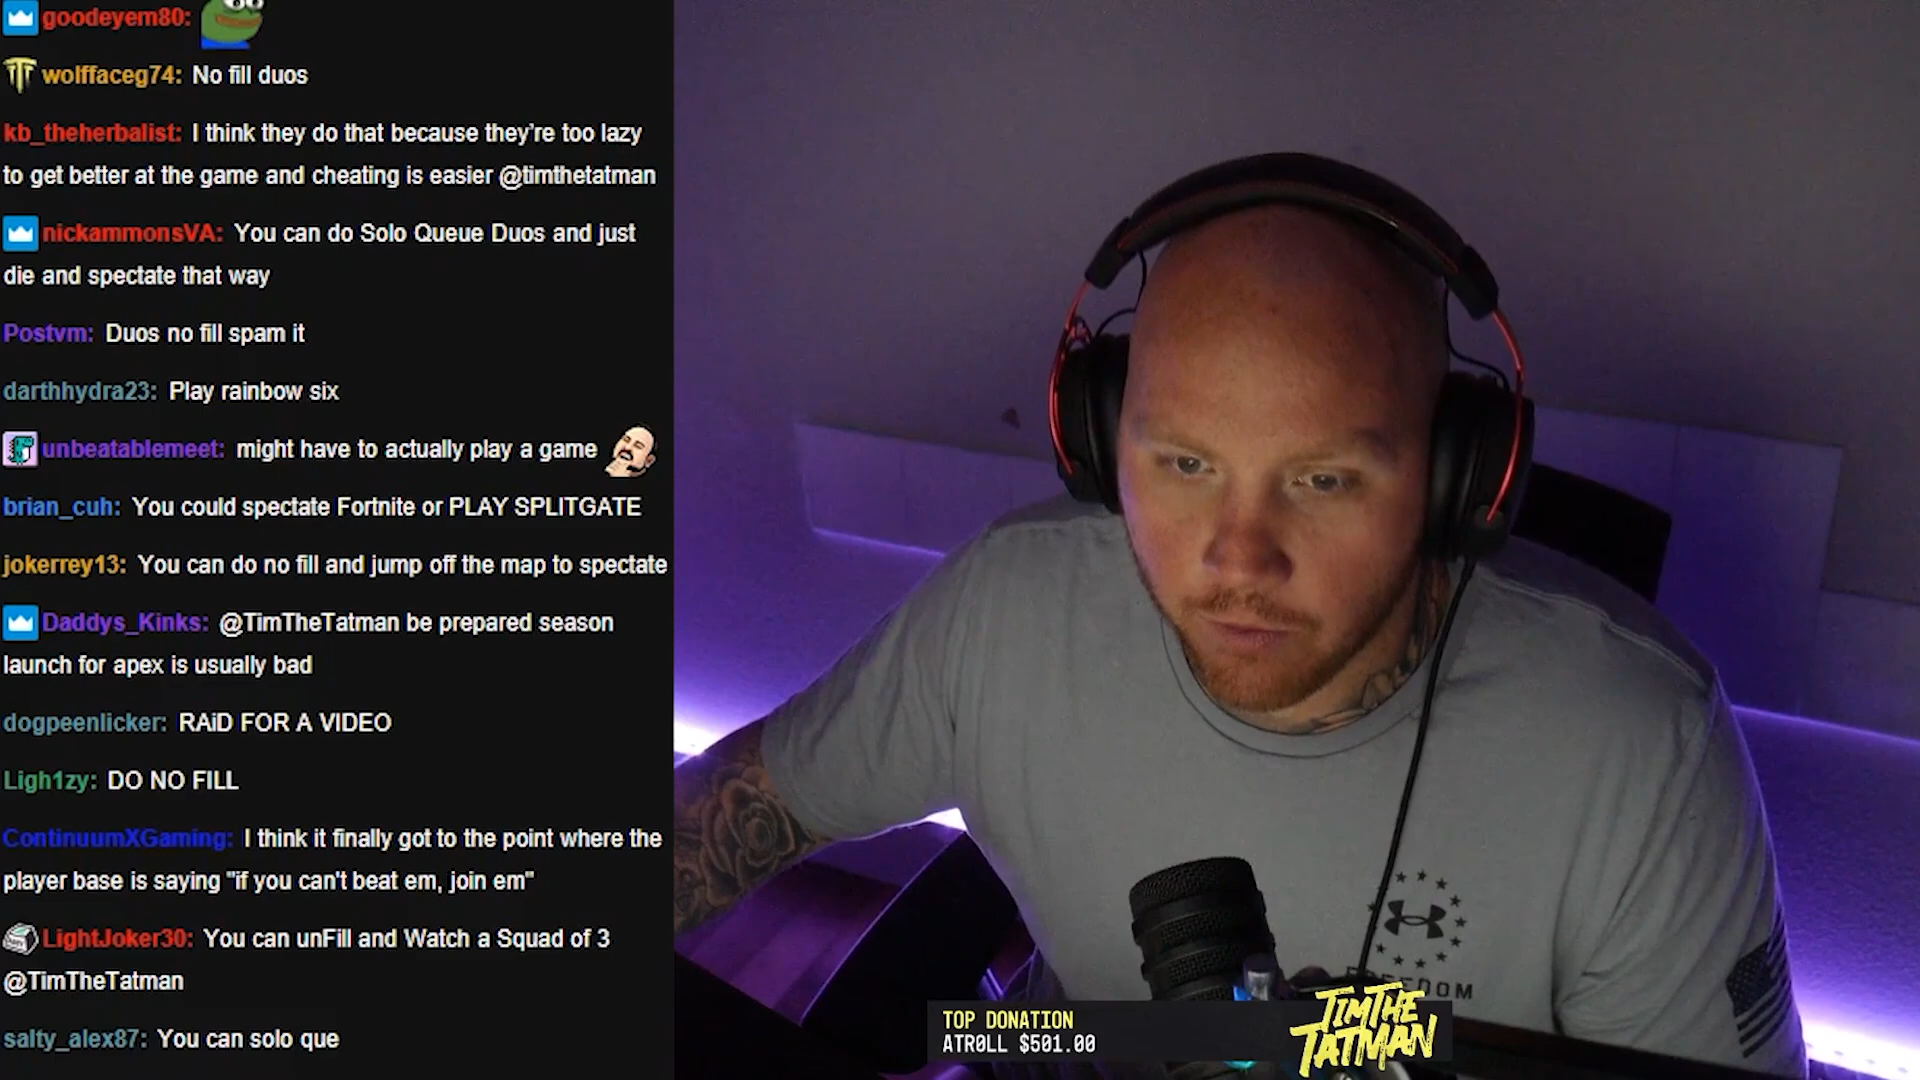 goodeyem80:
wolffaceg74: No fill duos
kb_theherbalist: I think they do that because they're too lazy
to get better at the game and cheating is easier @timthetatman
nickammonsVA: You can do Solo Queue Duos and just
die and spectate that way
Postvm: Duos no fill spam it
darthhydra23: Play rainbow six
unbeatablemeet: might have to actually play a game
brian_cuh: You could spectate Fortnite or PLAY SPLITGATE
jokerrey13: You can do no fill and jump off the map to spectate
Daddys_Kinks: @TimTheTatman be prepared season
launch for apex is usually bad
dogpeenlicker: RAiD FOR A VIDEO
Ligh1zy: DO NO FILL
ContinuumXGaming: I think it finally got to the point where the
player base is saying "if you can't beat em, join em"
LightJoker30: You can unFill and Watch a Squad of 3
@TimTheTatman
salty_alex87: You can solo que
FREEDOM
TOP DONATION
ATR0LL $501.00
TIMTHE
TATMAN